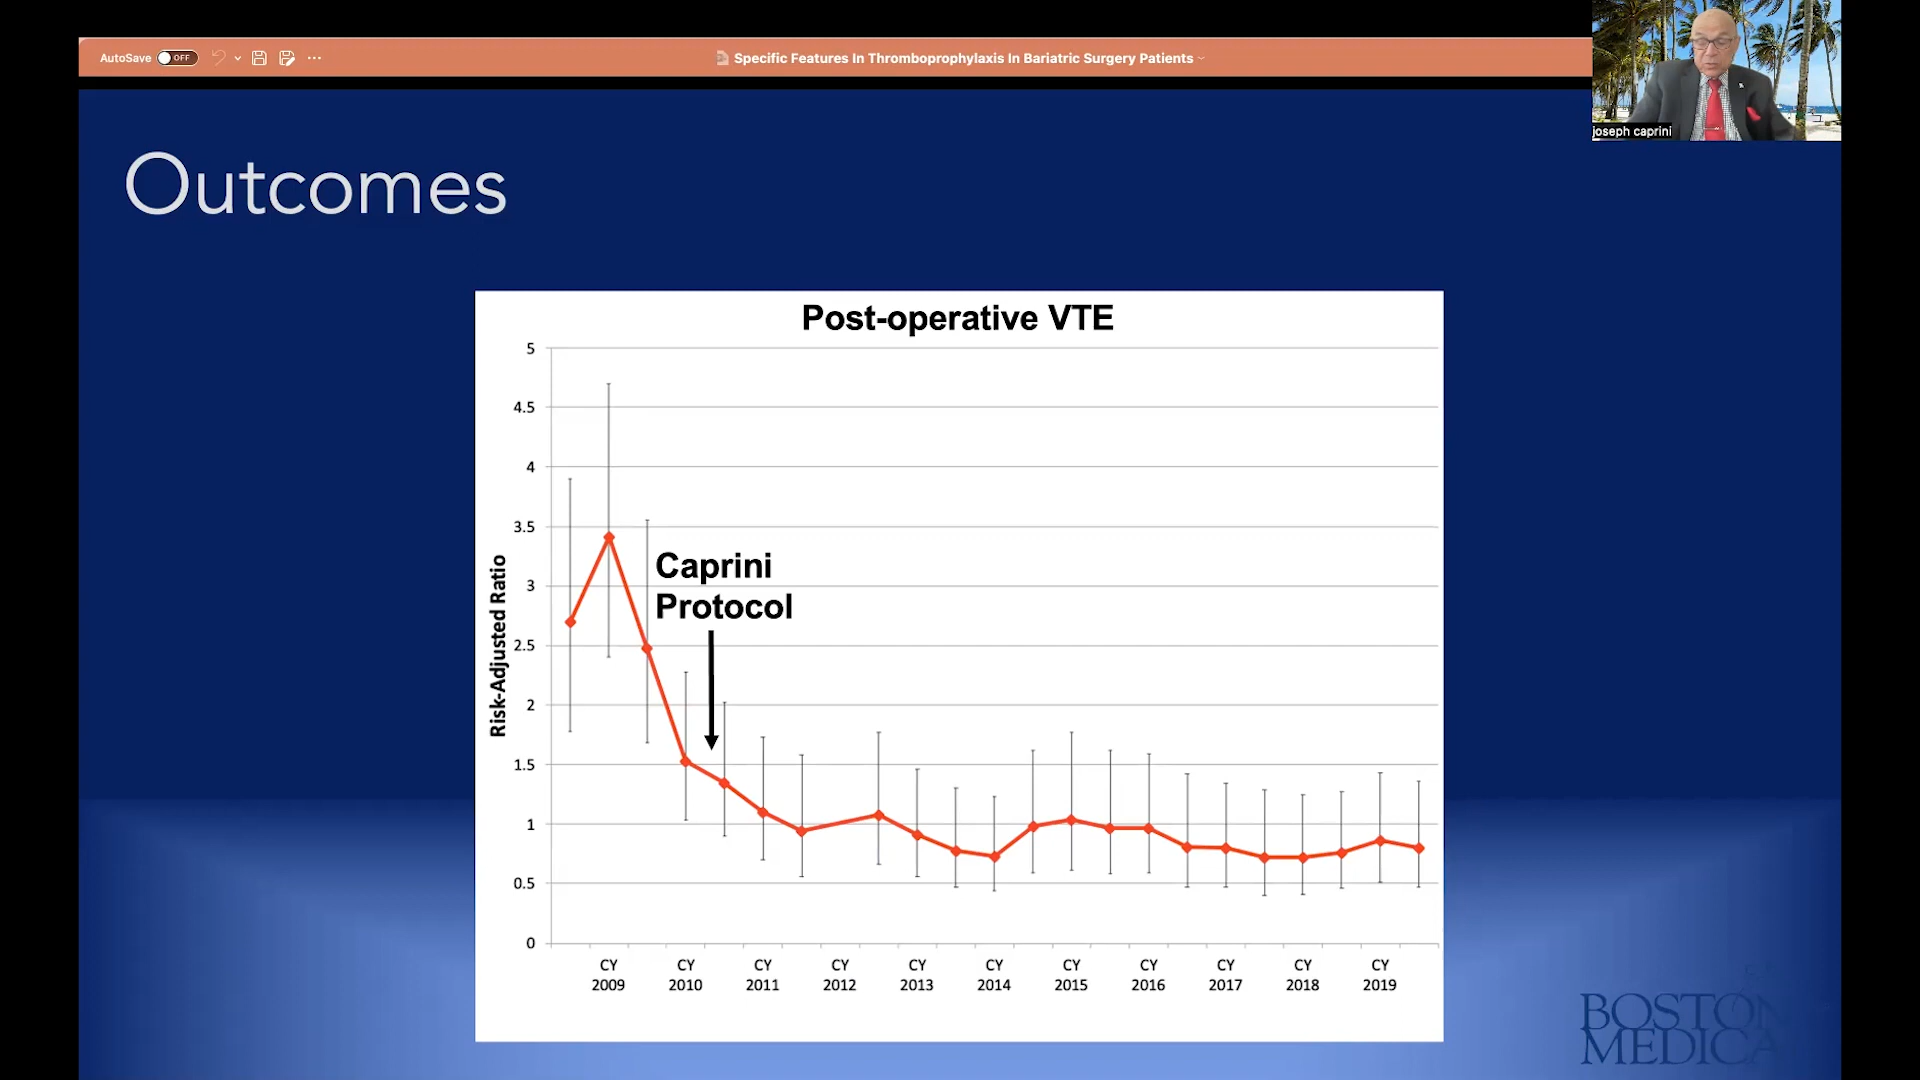 AutoSave OFF
Specific Features In Thromboprophylaxis In Bariatric Surgery Patients
joseph caprini
Outcomes
Post-operative VTE
5
4.5
4
3.5
3
2.5
2
1.5
1
0.5
0
Risk-Adjusted Ratio
Caprini
Protocol
CY CY CY CY CY CY CY CY CY CY CY
2009 2010 2011 2012 2013 2014 2015 2016 2017 2018 2019
BOSTON
MEDICA